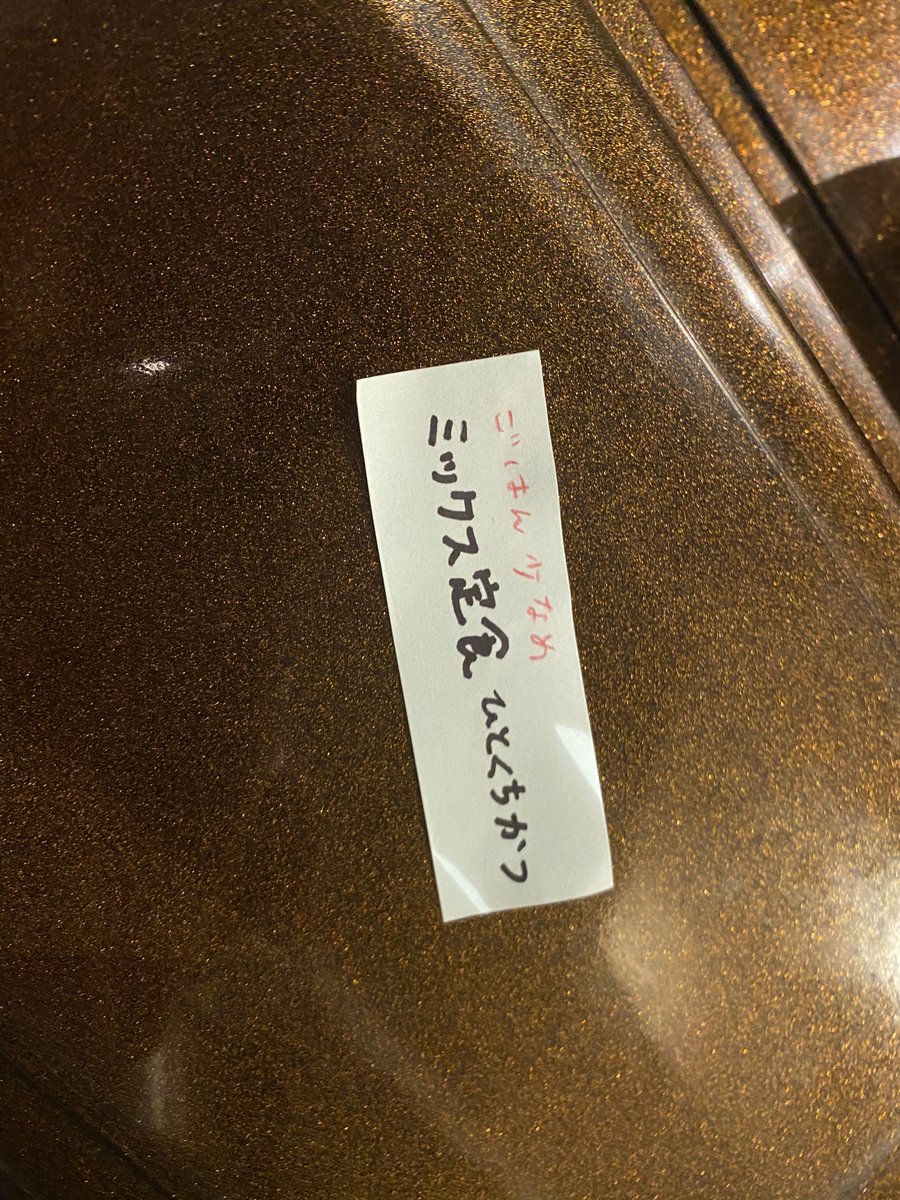 ごはん少なめ
ミックス定食 ひとくちかつ